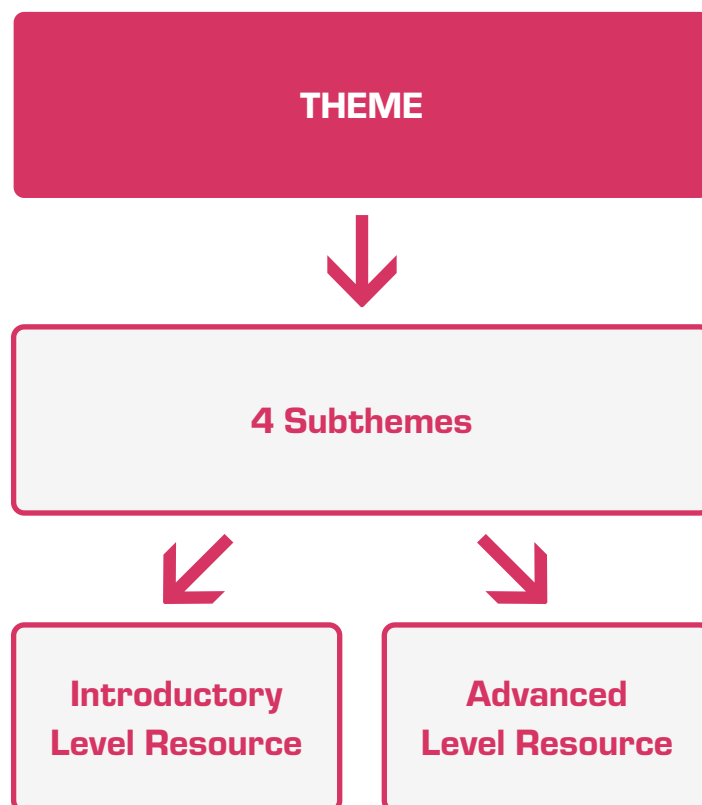 THEME
4 Subthemes
Introductory
Level Resource
Advanced
Level Resource